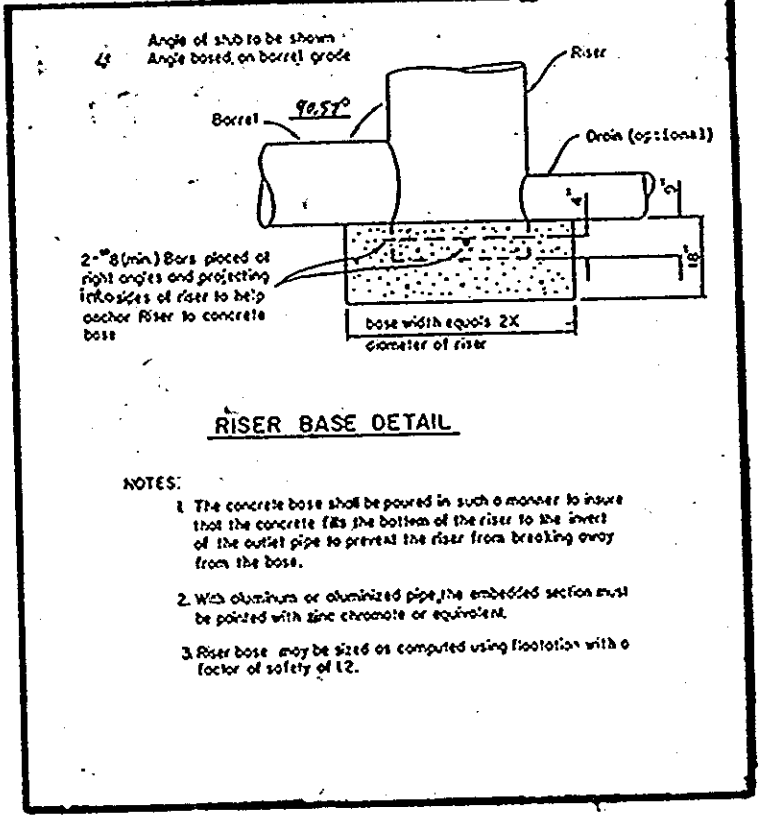 Angle of stub to be shown
Angle based on barrel grade
Riser
90.57°
Barrel
Drain (optional)
4"
2-#8 (min.) Bars placed at
right angles and projecting
into sides of riser to help
anchor Riser to concrete
base
18"
base width equals 2X
diameter of riser
RISER BASE DETAIL
NOTES:
1. The concrete base shall be poured in such a manner to insure
that the concrete fills the bottom of the riser to the invert
of the outlet pipe to prevent the riser from breaking away
from the base.
2. With aluminum or aluminized pipe, the embedded section must
be painted with zinc chromate or equivalent.
3. Riser base may be sized as computed using floatation with a
factor of safety of 1.2.